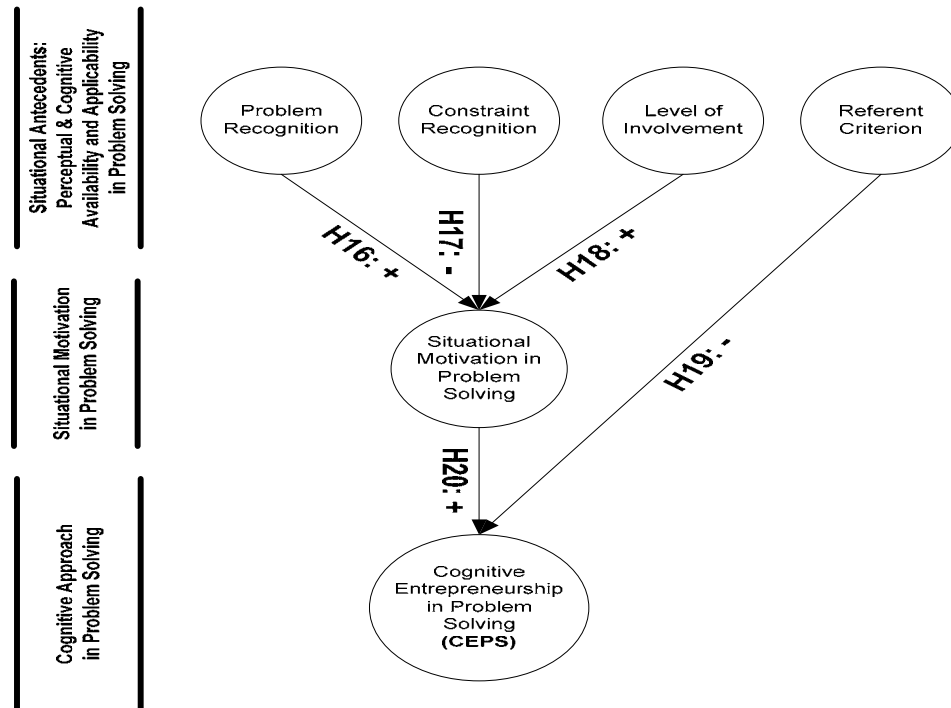 Situational Antecedents:
Perceptual & Cognitive
Availability and Applicability
in Problem Solving
Problem
Recognition
Constraint
Recognition
Level of
Involvement
Referent
Criterion
H16: +
H17: -
H18: +
H19: -
Situational Motivation
in Problem Solving
Situational
Motivation in
Problem
Solving
H20: +
Cognitive Approach
in Problem Solving
Cognitive
Entrepreneurship
in Problem
Solving
(CEPS)